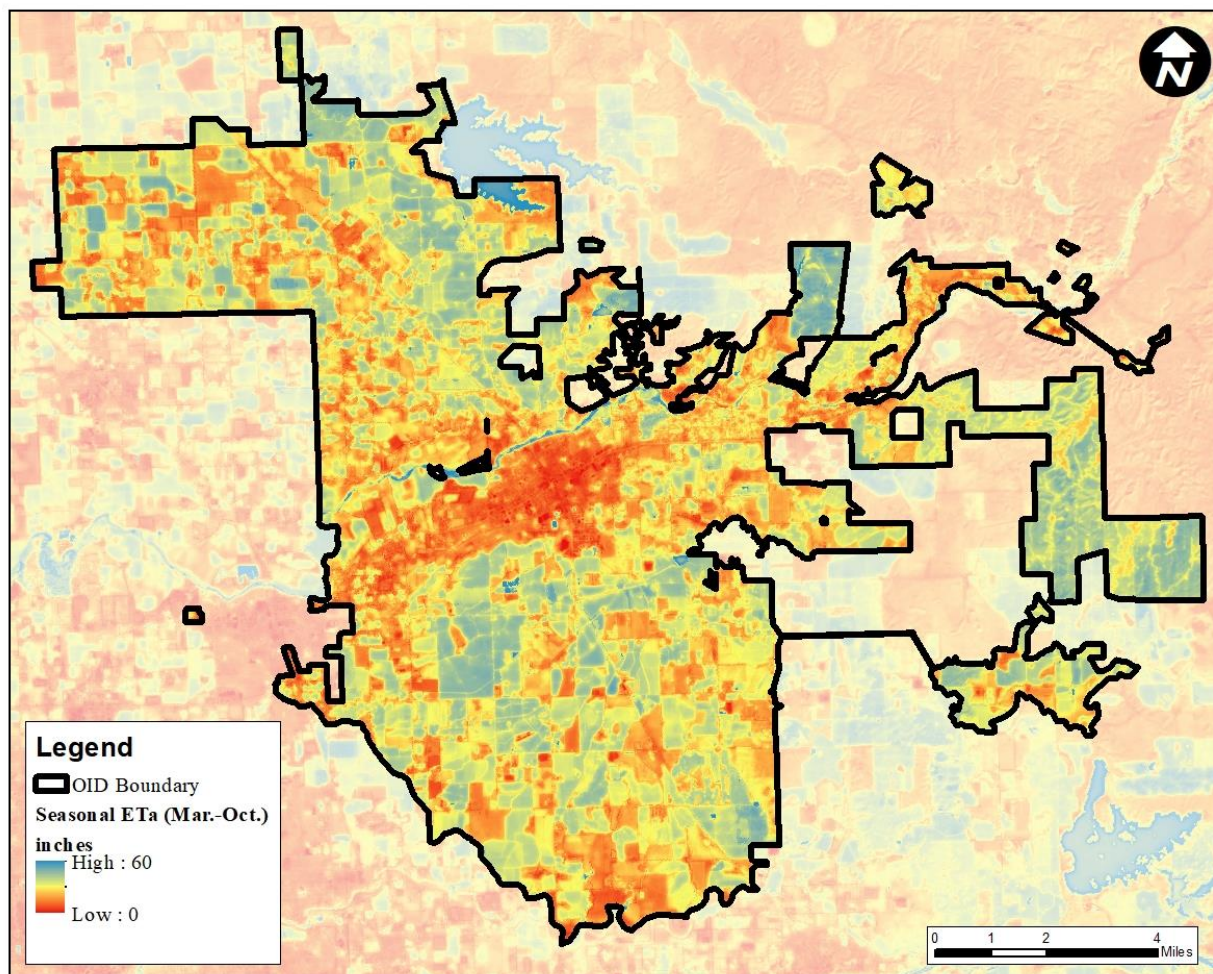 N
Legend
OID Boundary
Seasonal ETa (Mar.-Oct.)
inches
High : 60
Low : 0
0 1 2 4
Miles